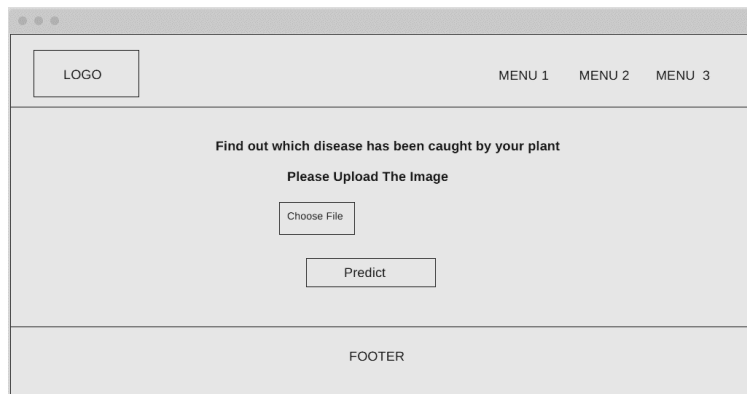 LOGO
MENU 1 MENU 2 MENU 3
Find out which disease has been caught by your plant
Please Upload The Image
Choose File
Predict
FOOTER